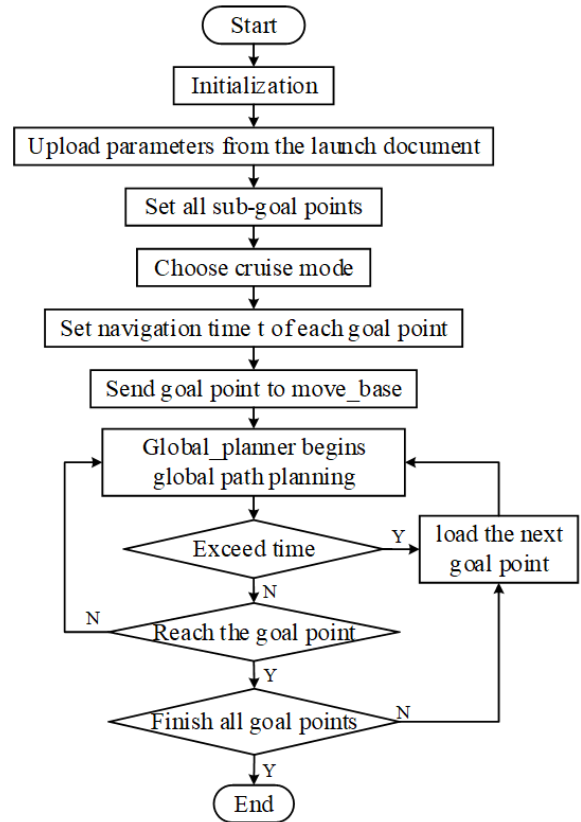 Start
Initialization
Upload parameters from the launch document
Set all sub-goal points
Choose cruise mode
Set navigation time t of each goal point
Send goal point to move_base
Global_planner begins
global path planning
Exceed time
Y
load the next
goal point
N
N
Reach the goal point
Y
Finish all goal points
N
Y
End